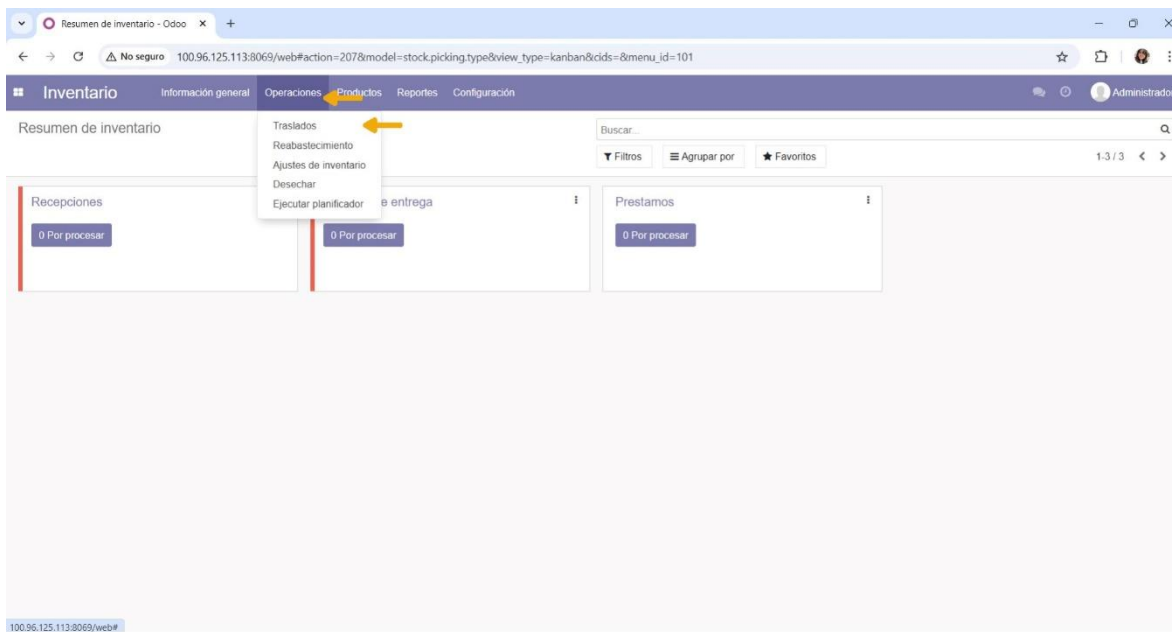 Resumen de inventario - Odoo
No seguro 100.96.125.113:8069/web#action=207&model=stock.picking.type&view_type=kanban&cids=&menu_id=101
Inventario Información general Operaciones Productos Reportes Configuración Administrador
Resumen de inventario
Buscar...
Filtros Agrupar por Favoritos 1-3 / 3
Traslados
Reabastecimiento
Ajustes de inventario
Desechar
Ejecutar planificador
Recepciones
0 Por procesar
e entrega
0 Por procesar
Prestamos
0 Por procesar
100.96.125.113:8069/web#